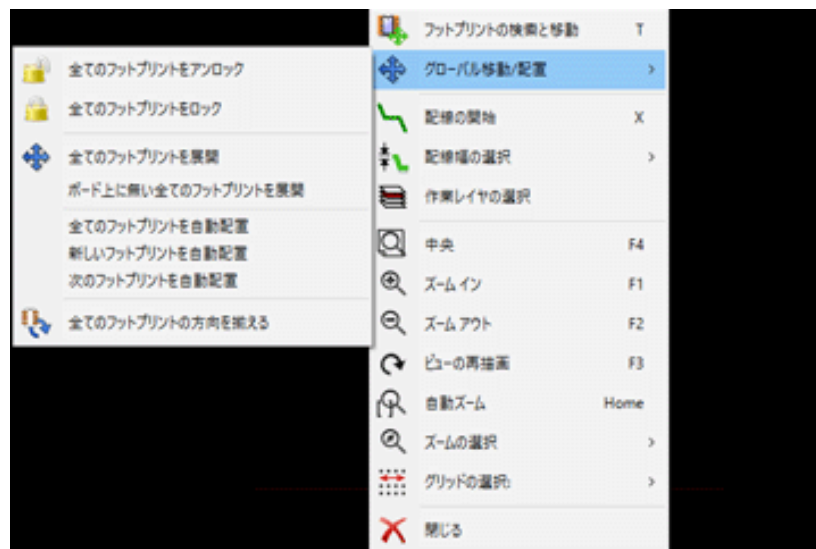 フットプリントの検索と移動 T
グローバル移動/配置 >
配線の開始 X
配線幅の選択 >
作業レイヤの選択
中央 F4
ズーム イン F1
ズーム アウト F2
ビューの再描画 F3
自動ズーム Home
ズームの選択 >
グリッドの選択: >
閉じる
全てのフットプリントをアンロック
全てのフットプリントをロック
全てのフットプリントを展開
ボード上に無い全てのフットプリントを展開
全てのフットプリントを自動配置
新しいフットプリントを自動配置
次のフットプリントを自動配置
全てのフットプリントの方向を揃える